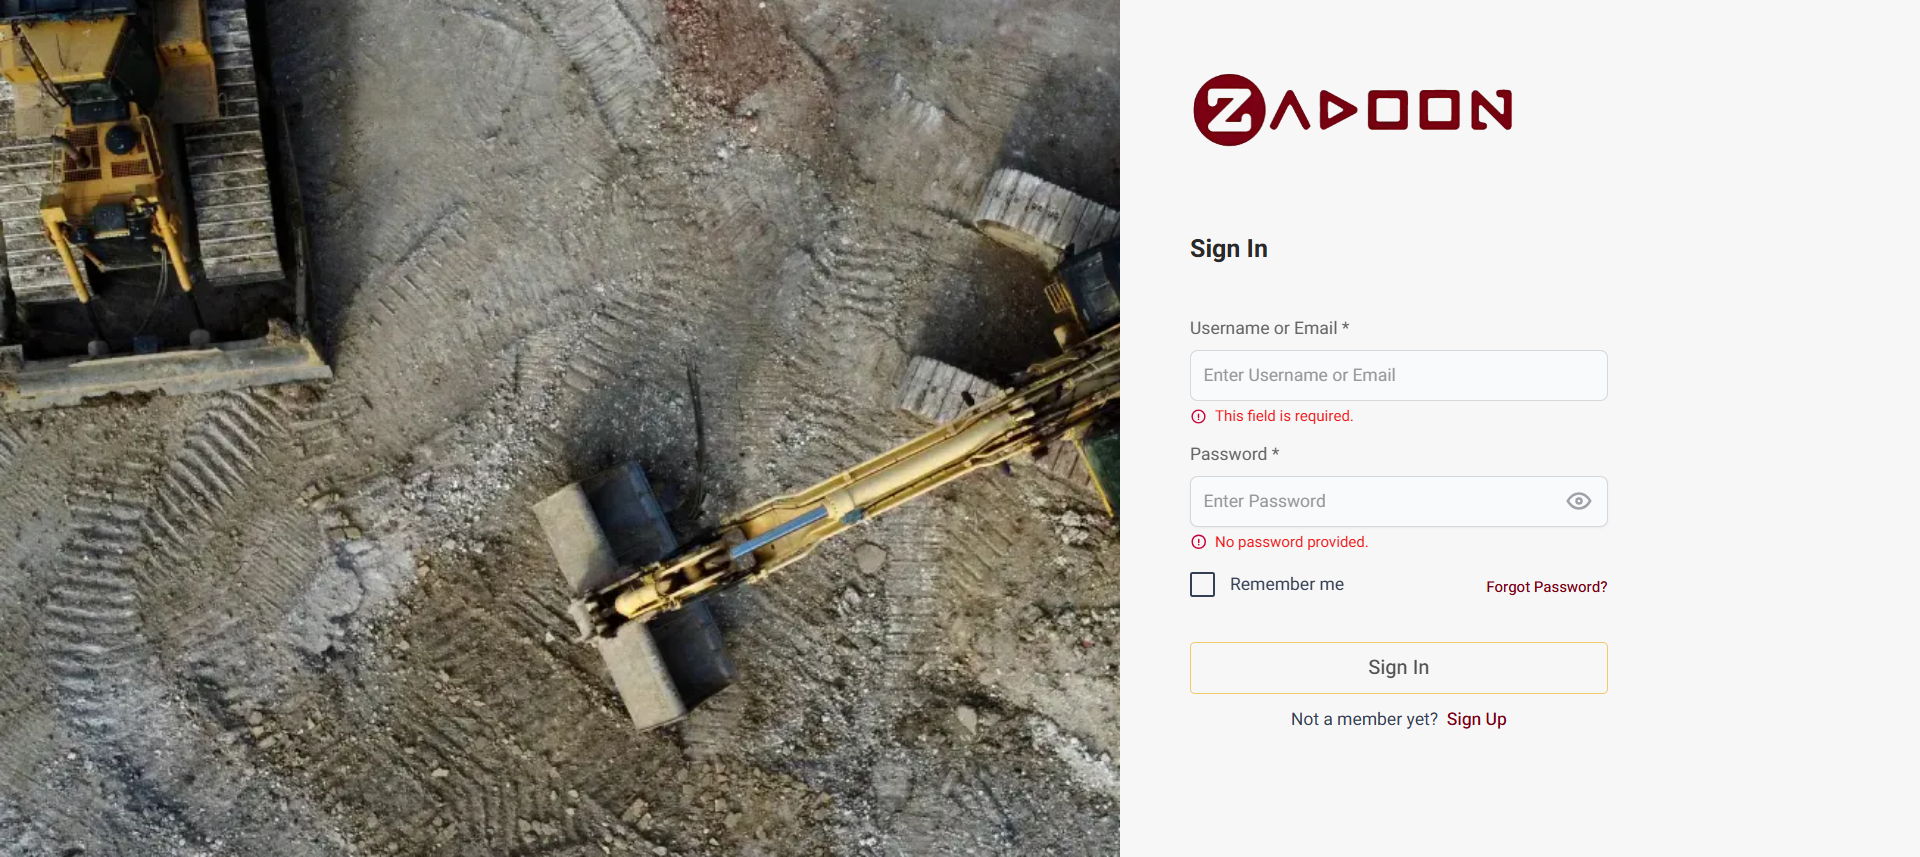 ZADOON
Sign In
Username or Email *
Enter Username or Email
This field is required.
Password *
Enter Password
No password provided.
Remember me
Forgot Password?
Sign In
Not a member yet? Sign Up